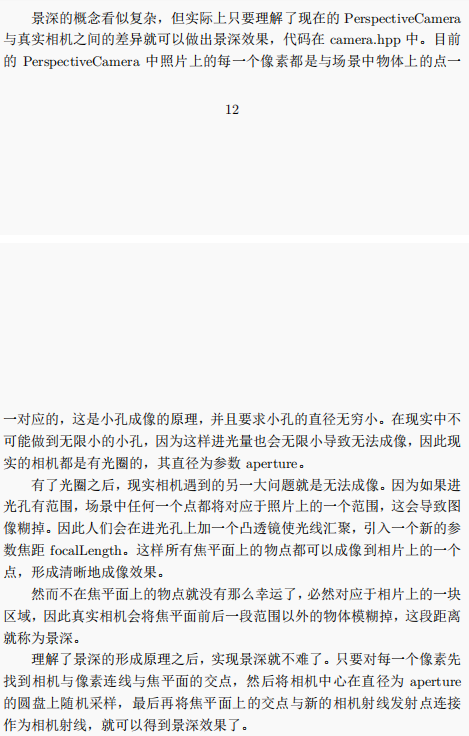 景深的概念看似复杂，但实际上只要理解了现在的 PerspectiveCamera
与真实相机之间的差异就可以做出景深效果，代码在 camera.hpp 中。目前
的 PerspectiveCamera 中照片上的每一个像素都是与场景中物体上的点一
12
一对应的，这是小孔成像的原理，并且要求小孔的直径无穷小。在现实中不
可能做到无限小的小孔，因为这样进光量也会无限小导致无法成像，因此现
实的相机都是有光圈的，其直径为参数 aperture。
有了光圈之后，现实相机遇到的另一大问题就是无法成像。因为如果进
光孔有范围，场景中任何一个点都将对应于照片上的一个范围，这会导致图
像糊掉。因此人们会在进光孔上加一个凸透镜使光线汇聚，引入一个新的参
数焦距 focalLength。这样所有焦平面上的物点都可以成像到相片上的一个
点，形成清晰地成像效果。
然而不在焦平面上的物点就没有那么幸运了，必然对应于相片上的一块
区域，因此真实相机会将焦平面前后一段范围以外的物体模糊掉，这段距离
就称为景深。
理解了景深的形成原理之后，实现景深就不难了。只要对每一个像素先
找到相机与像素连线与焦平面的交点，然后将相机中心在直径为 aperture
的圆盘上随机采样，最后再将焦平面上的交点与新的相机射线发射点连接
作为相机射线，就可以得到景深效果了。